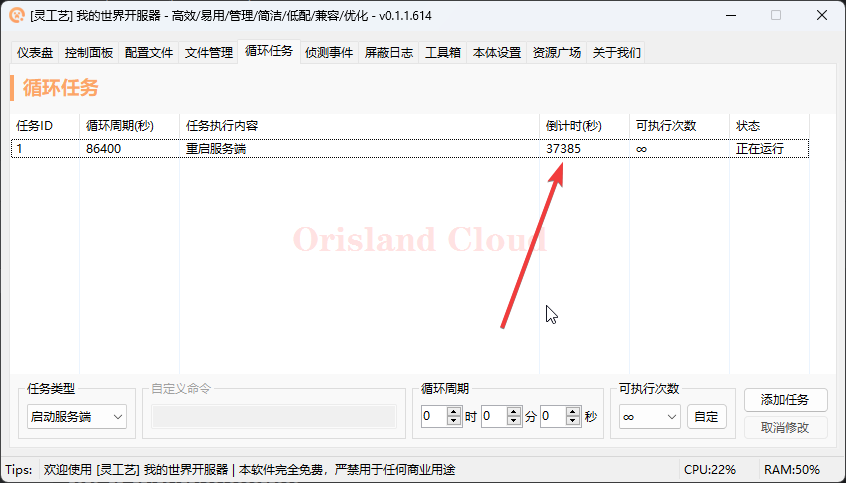 [灵工艺] 我的世界开服器 - 高效/易用/管理/简洁/低配/兼容/优化 - v0.1.1.614
仪表盘 控制面板 配置文件 文件管理 循环任务 侦测事件 屏蔽日志 工具箱 本体设置 资源广场 关于我们
循环任务
任务ID 循环周期(秒) 任务执行内容 倒计时(秒) 可执行次数 状态
1 86400 重启服务端 37385 ∞ 正在运行
Orisland Cloud
任务类型 自定义命令 循环周期 可执行次数
启动服务端 0 时 0 分 0 秒 ∞ 自定
添加任务
取消修改
Tips: 欢迎使用 [灵工艺] 我的世界开服器 | 本软件完全免费，严禁用于任何商业用途 CPU:22% RAM:50%